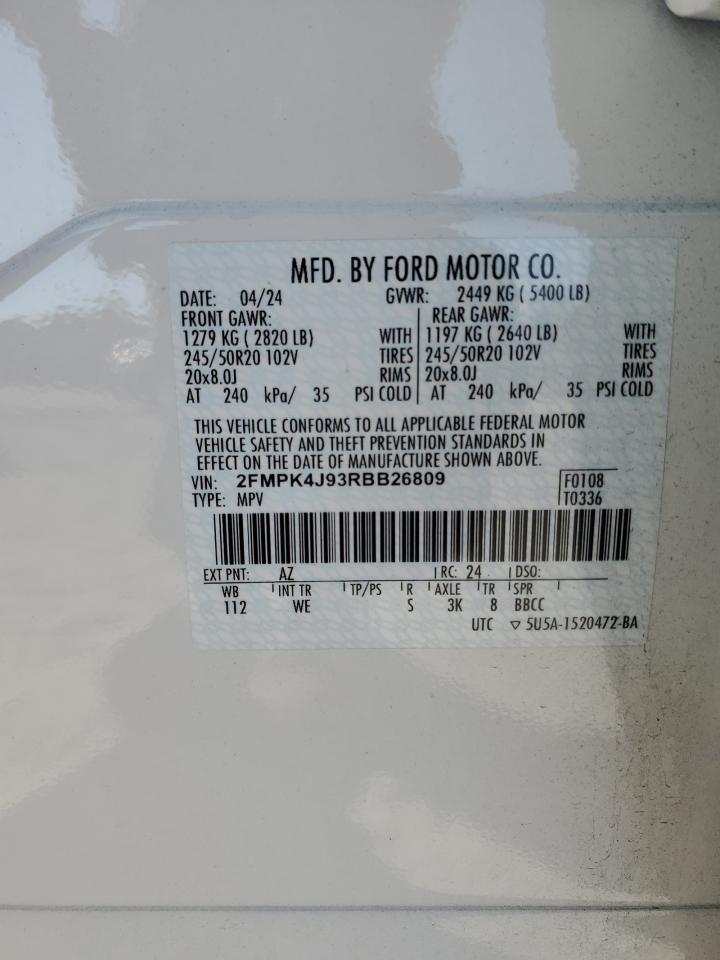 MFD. BY FORD MOTOR CO.
DATE: 04/24 GVWR: 2449 KG ( 5400 LB)
FRONT GAWR: REAR GAWR:
1279 KG ( 2820 LB) WITH 1197 KG ( 2640 LB) WITH
245/50R20 102V TIRES 245/50R20 102V TIRES
20x8.0J RIMS 20x8.0J RIMS
AT 240 kPa/ 35 PSI COLD AT 240 kPa/ 35 PSI COLD
THIS VEHICLE CONFORMS TO ALL APPLICABLE FEDERAL MOTOR
VEHICLE SAFETY AND THEFT PREVENTION STANDARDS IN
EFFECT ON THE DATE OF MANUFACTURE SHOWN ABOVE.
VIN: 2FMPK4J93RBB26809 F0108
TYPE: MPV T0336
EXT PNT: AZ RC: 24 DSO:
WB INT TR TP/PS R AXLE TR SPR
112 WE S 3K 8 BBCC
UTC ▽ 5U5A-1520472-BA